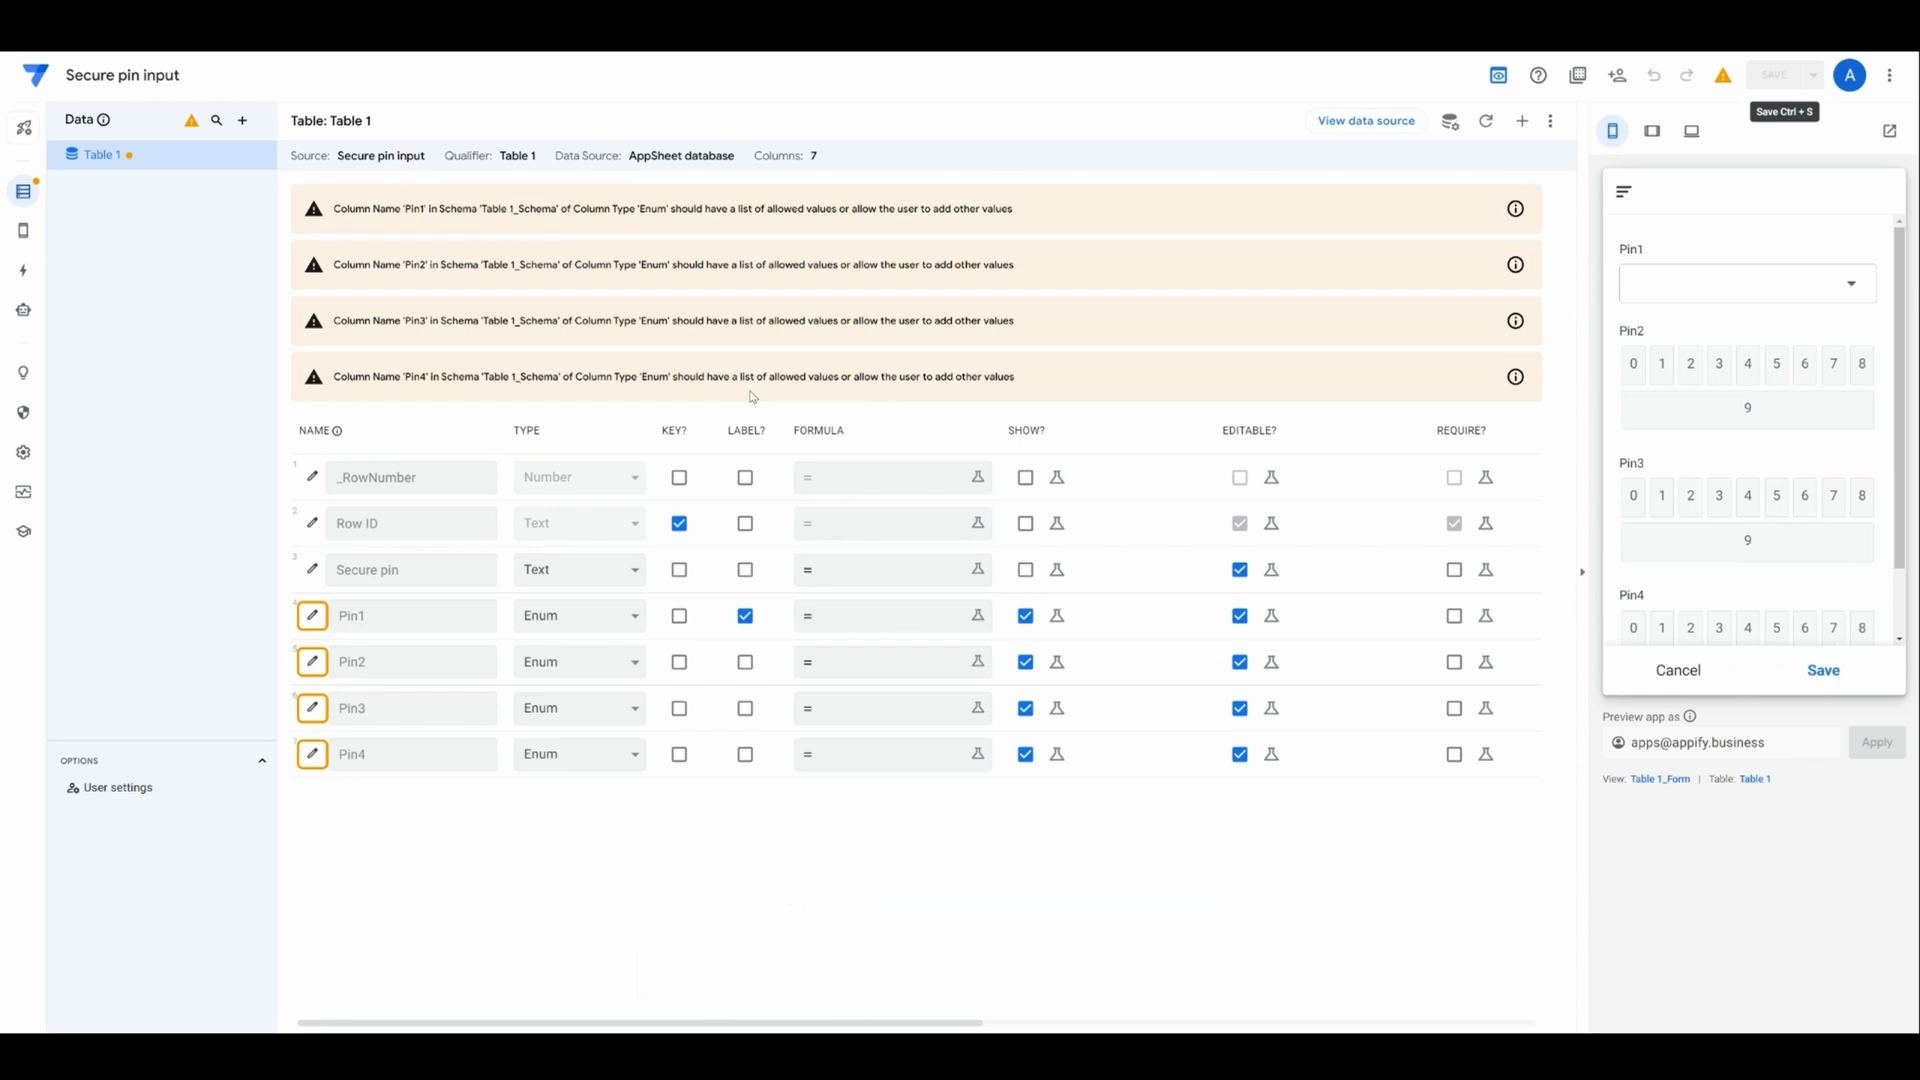 Secure pin input
SAVE
A
Save Ctrl + S
Data
Table 1
OPTIONS
User settings
Table: Table 1
View data source
Source: Secure pin input Qualifier: Table 1 Data Source: AppSheet database Columns: 7
Column Name 'Pin1' in Schema 'Table 1_Schema' of Column Type 'Enum' should have a list of allowed values or allow the user to add other values
Column Name 'Pin2' in Schema 'Table 1_Schema' of Column Type 'Enum' should have a list of allowed values or allow the user to add other values
Column Name 'Pin3' in Schema 'Table 1_Schema' of Column Type 'Enum' should have a list of allowed values or allow the user to add other values
Column Name 'Pin4' in Schema 'Table 1_Schema' of Column Type 'Enum' should have a list of allowed values or allow the user to add other values
NAME TYPE KEY? LABEL? FORMULA SHOW? EDITABLE? REQUIRE?
1 _RowNumber Number =
2 Row ID Text =
3 Secure pin Text =
Pin1 Enum =
Pin2 Enum =
Pin3 Enum =
Pin4 Enum =
Pin1
Pin2
0 1 2 3 4 5 6 7 8
9
Pin3
0 1 2 3 4 5 6 7 8
9
Pin4
0 1 2 3 4 5 6 7 8
Cancel Save
Preview app as
apps@appify.business Apply
View: Table 1_Form | Table: Table 1